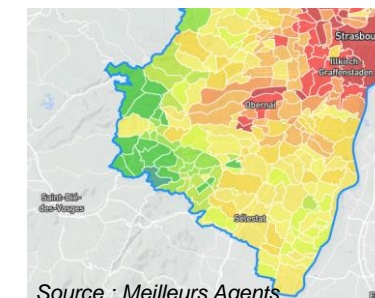 Strasbou
Illkirch-
Graffenstaden
Obernai
Saint-Dié-
des-Vosges
Sélestat
Source : Meilleurs Agents